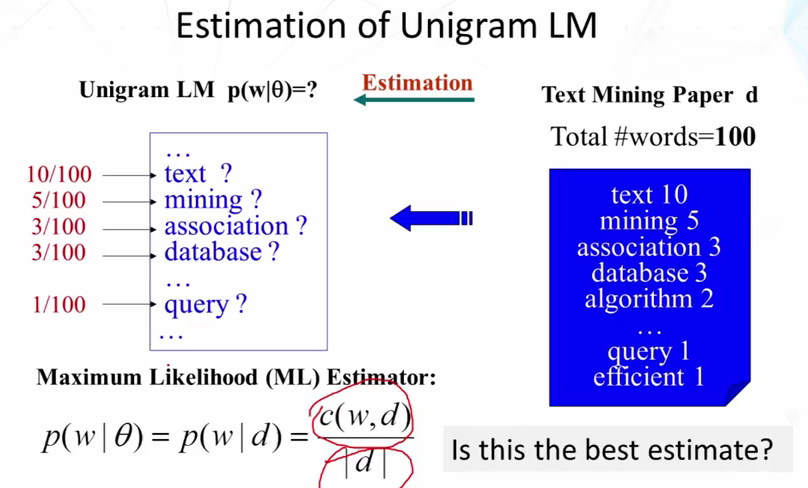 Estimation of Unigram LM
Unigram LM p(w|θ)=?
Estimation
Text Mining Paper d
Total #words=100
...
10/100 text ?
5/100 mining ?
3/100 association ?
3/100 database ?
...
1/100 query ?
...
text 10
mining 5
association 3
database 3
algorithm 2
...
query 1
efficient 1
Maximum Likelihood (ML) Estimator:
p(w | θ) = p(w | d) = c(w,d)
| d |
Is this the best estimate?